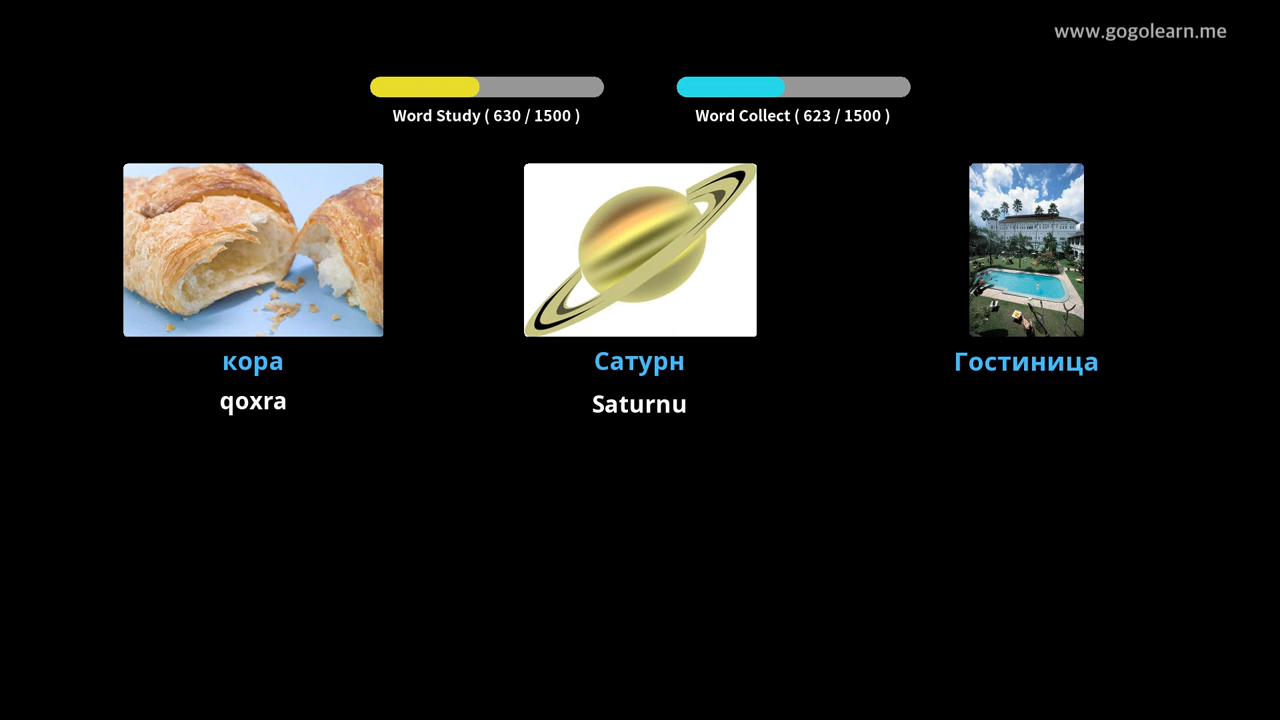 www.gogolearn.me
Word Study ( 630 / 1500 )
Word Collect ( 623 / 1500 )
кора
Сатурн
Гостиница
qoxra
Saturnu